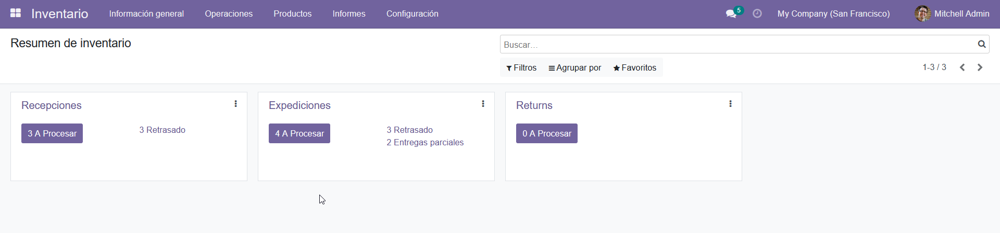 Inventario Información general Operaciones Productos Informes Configuración 5 My Company (San Francisco) Mitchell Admin
Resumen de inventario
Buscar...
Filtros Agrupar por Favoritos 1-3 / 3
Recepciones
3 A Procesar
3 Retrasado
Expediciones
4 A Procesar
3 Retrasado
2 Entregas parciales
Returns
0 A Procesar